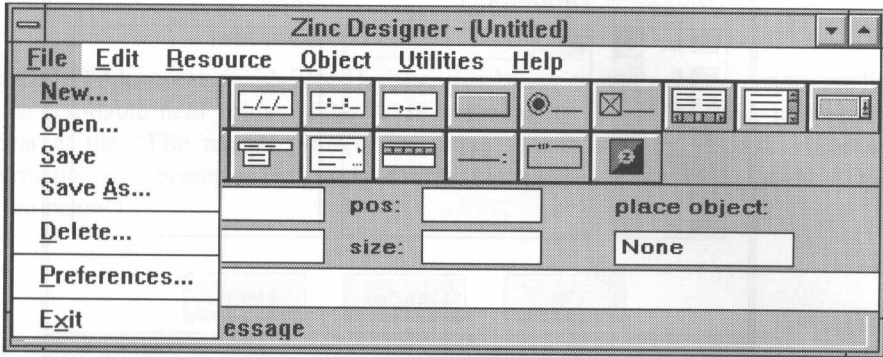 Zinc Designer - (Untitled)
File Edit Resource Object Utilities Help
New...
Open...
Save
Save As...
Delete...
Preferences...
Exit
pos:
place object:
size:
None
essage